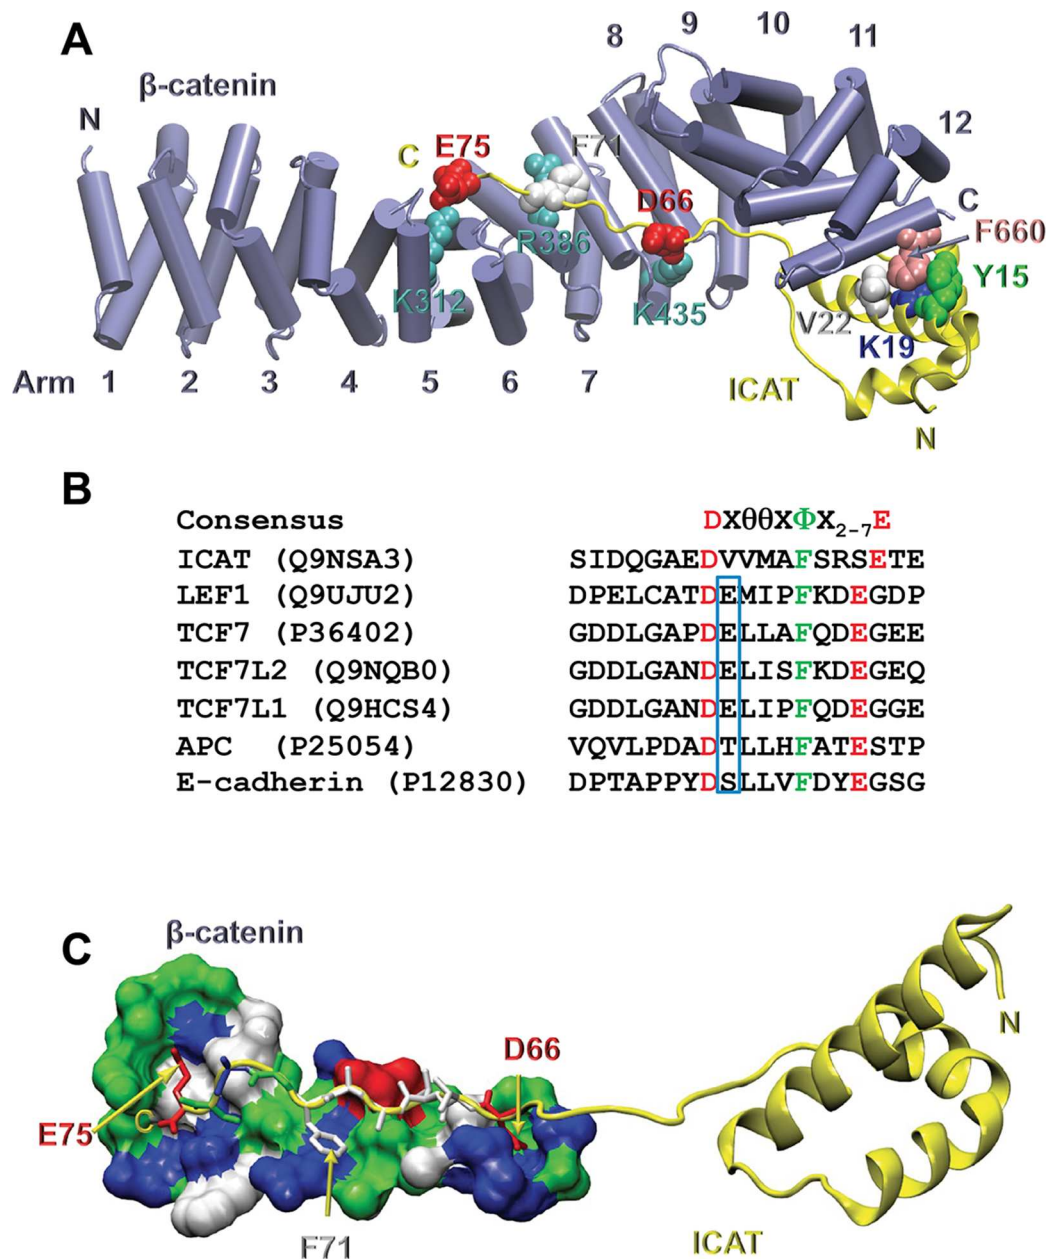 A
8 9 10 11
β-catenin
N
12
C E75 F71
D66
C
R386
F660
K312
K435
V22
Y15
K19
Arm 1 2 3 4 5 6 7
ICAT
N
B
Consensus DXθθXΦX2-7E
ICAT (Q9NSA3) SIDQGAEDVVMAFSRSETE
LEF1 (Q9UJU2) DPELCATDEMIPFKDEGDP
TCF7 (P36402) GDDLGAPDELLAFQDEGEE
TCF7L2 (Q9NQB0) GDDLGANDELISFKDEGEQ
TCF7L1 (Q9HCS4) GDDLGANDELIPFQDEGGE
APC (P25054) VQVLPDADTLLHFATESTP
E-cadherin (P12830) DPTAPPYDSLLVFDYEGSG
C
β-catenin
N
D66
C
E75
F71
ICAT